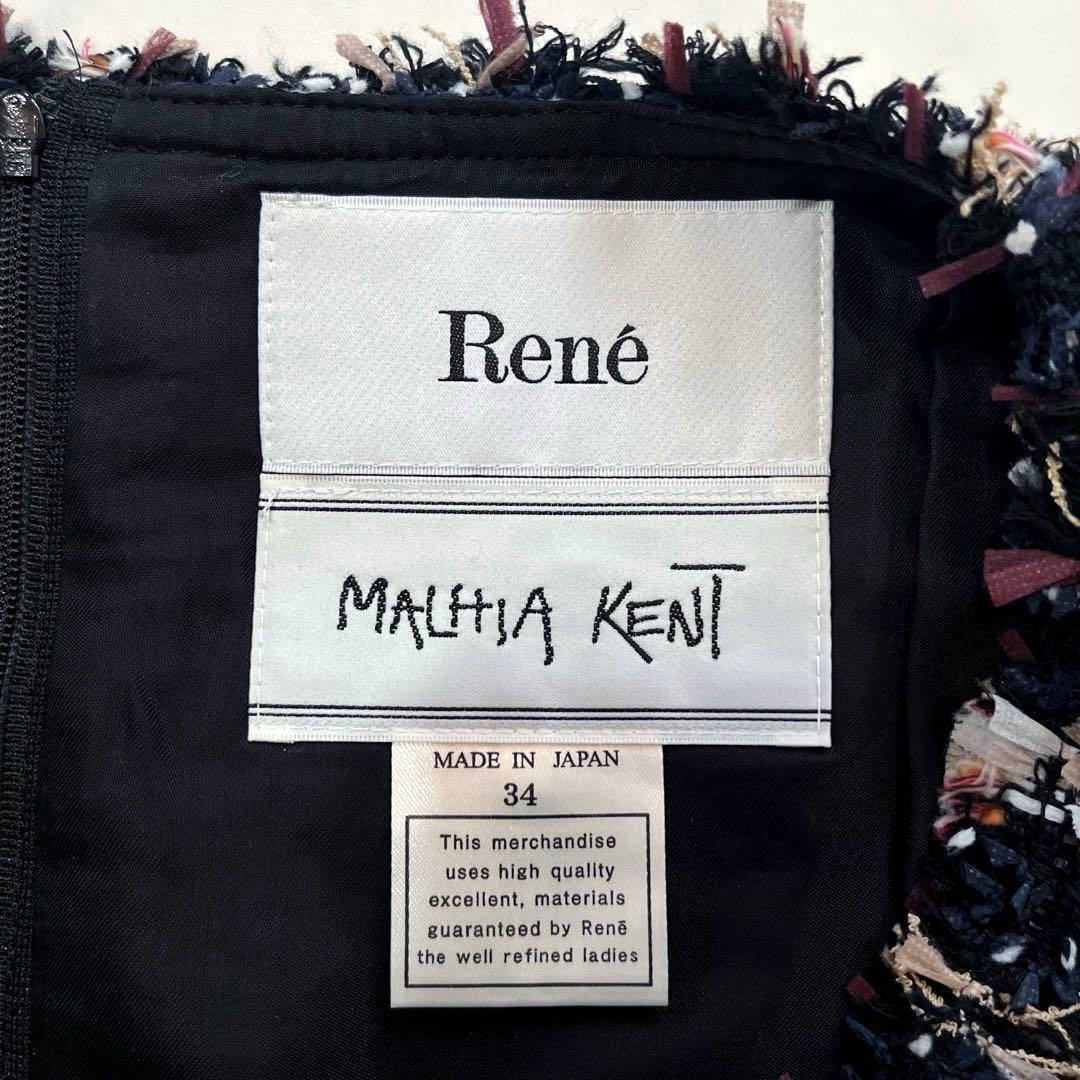 René
MALHIA KENT
MADE IN JAPAN
34
This merchandise
uses high quality
excellent, materials
guaranteed by René
the well refined ladies